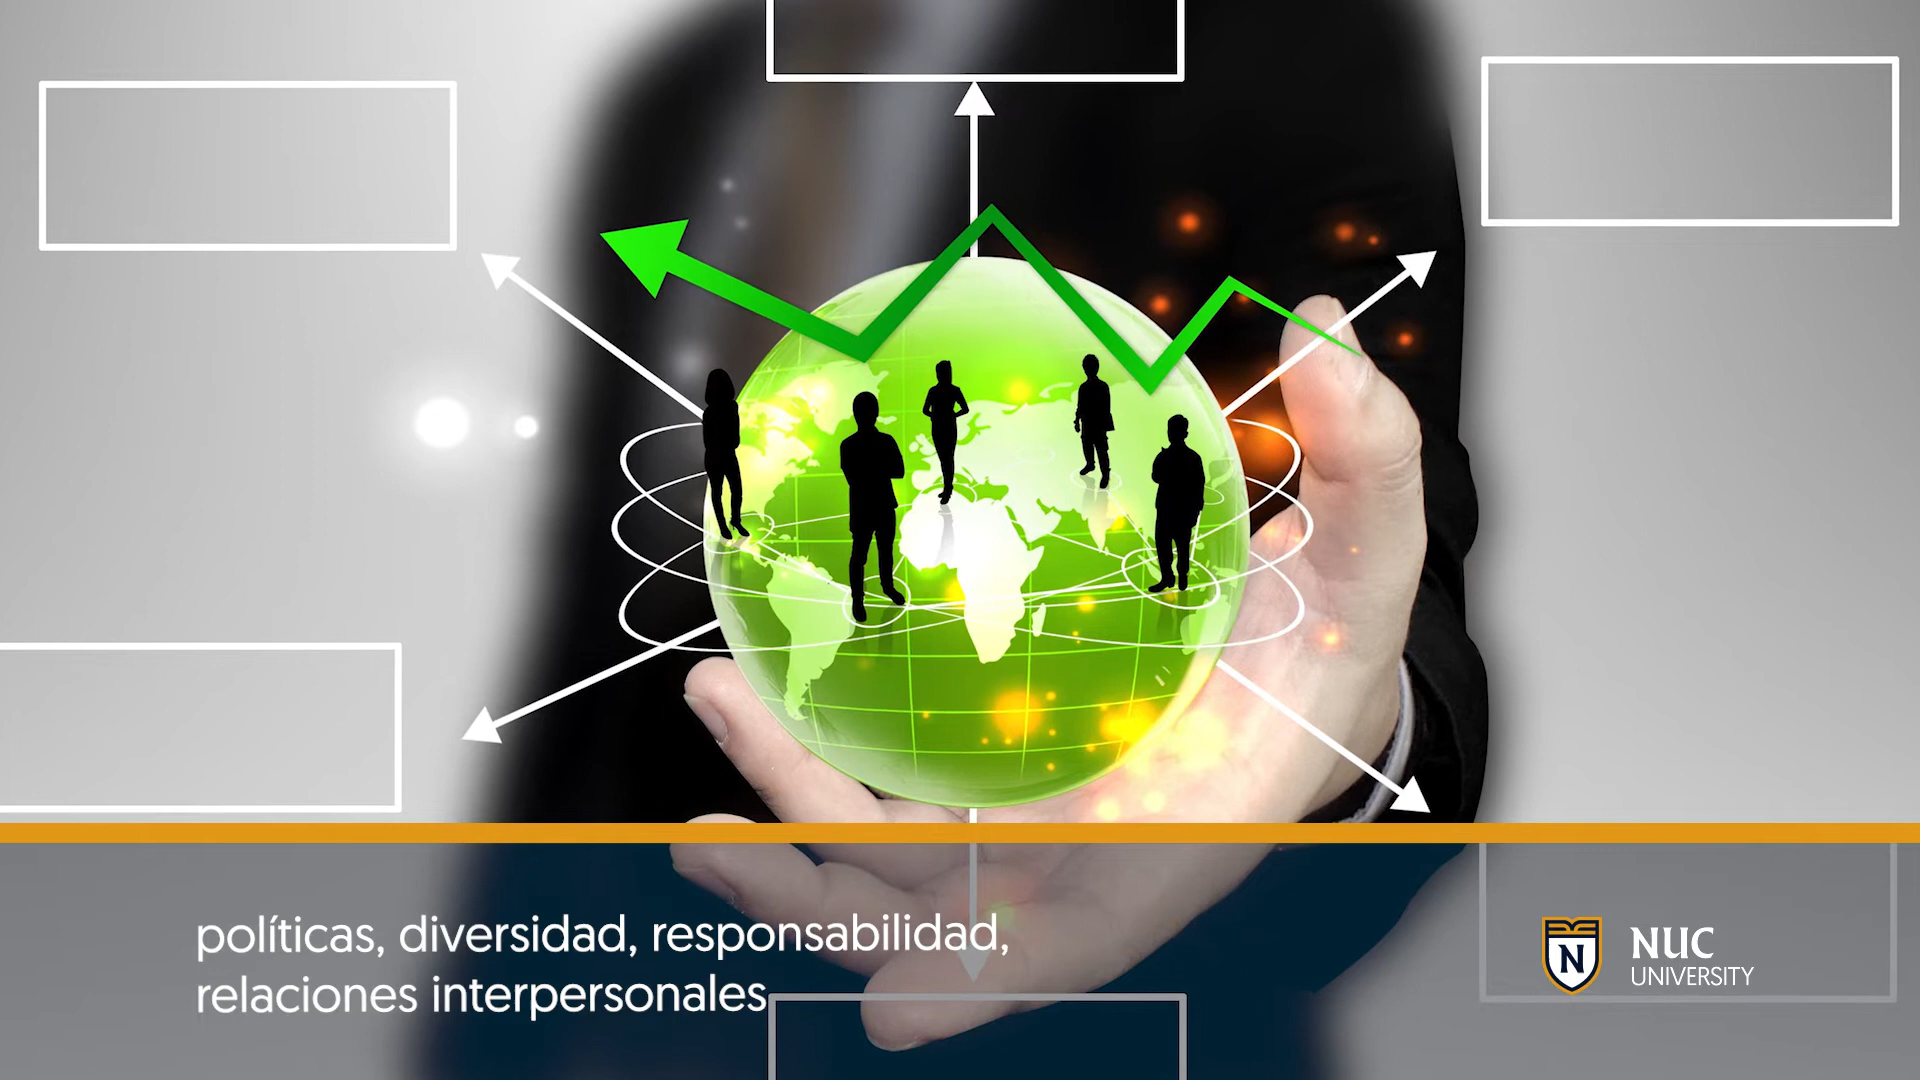 políticas, diversidad, responsabilidad,
relaciones interpersonales
N
NUC
UNIVERSITY